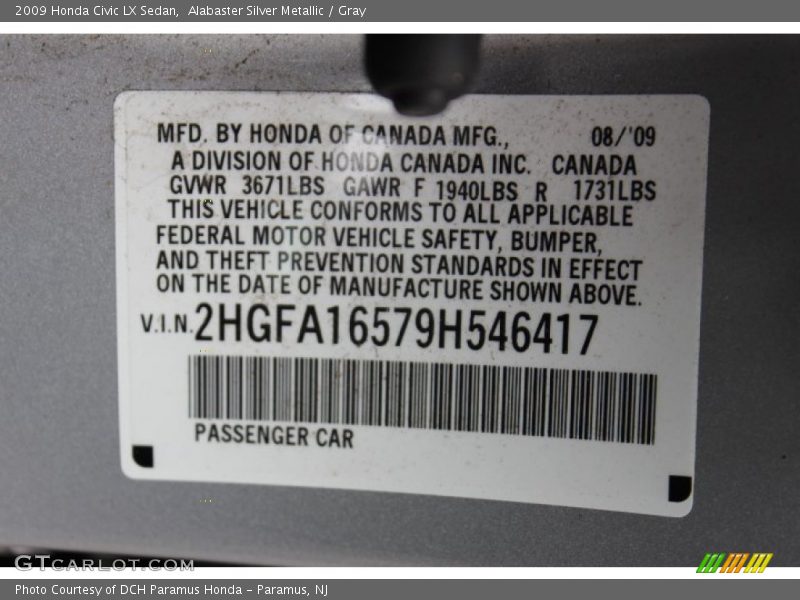 2009 Honda Civic LX Sedan, Alabaster Silver Metallic / Gray
MFD. BY HONDA OF CANADA MFG., 08/'09
A DIVISION OF HONDA CANADA INC. CANADA
GVWR 3671LBS GAWR F 1940LBS R 1731LBS
THIS VEHICLE CONFORMS TO ALL APPLICABLE
FEDERAL MOTOR VEHICLE SAFETY, BUMPER,
AND THEFT PREVENTION STANDARDS IN EFFECT
ON THE DATE OF MANUFACTURE SHOWN ABOVE.
V.I.N. 2HGFA16579H546417
PASSENGER CAR
GTCARLOT.COM
Photo Courtesy of DCH Paramus Honda - Paramus, NJ